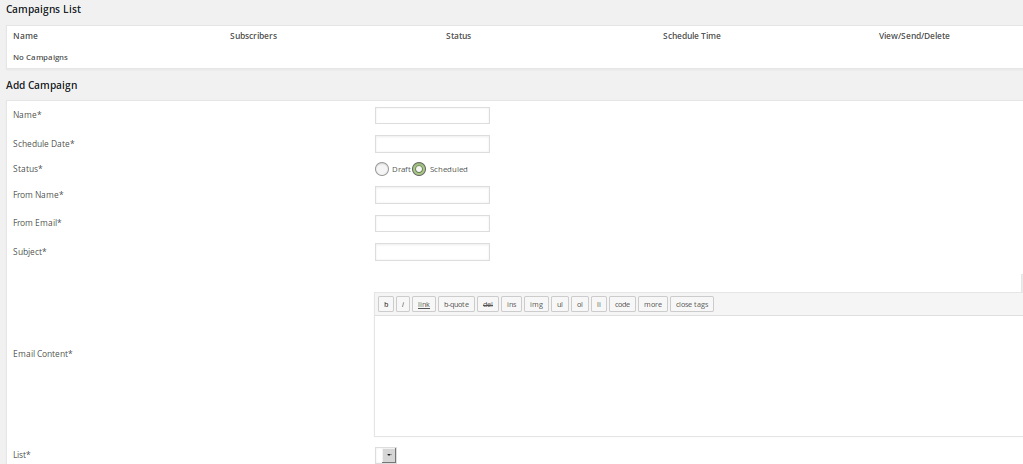 Campaigns List
Name Subscribers Status Schedule Time View/Send/Delete
No Campaigns
Add Campaign
Name*
Schedule Date*
Status* Draft Scheduled
From Name*
From Email*
Subject*
b i link b-quote del ins img ul ol li code more close tags
Email Content*
List*